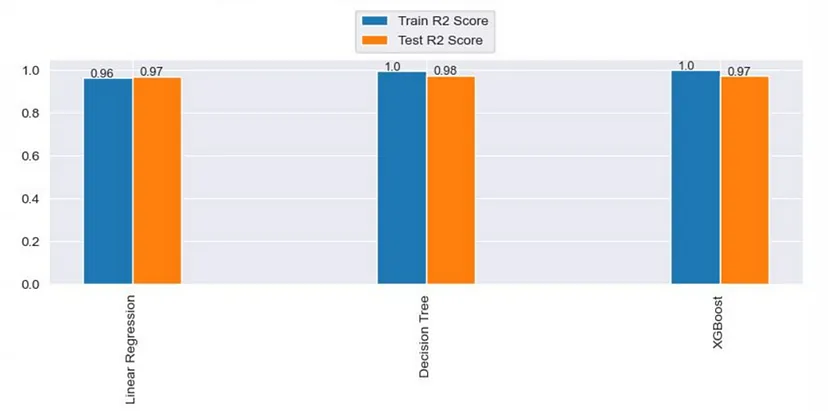 Train R2 Score
Test R2 Score
1.0
0.8
0.6
0.4
0.2
0.0
0.96
0.97
1.0
0.98
1.0
0.97
Linear Regression
Decision Tree
XGBoost